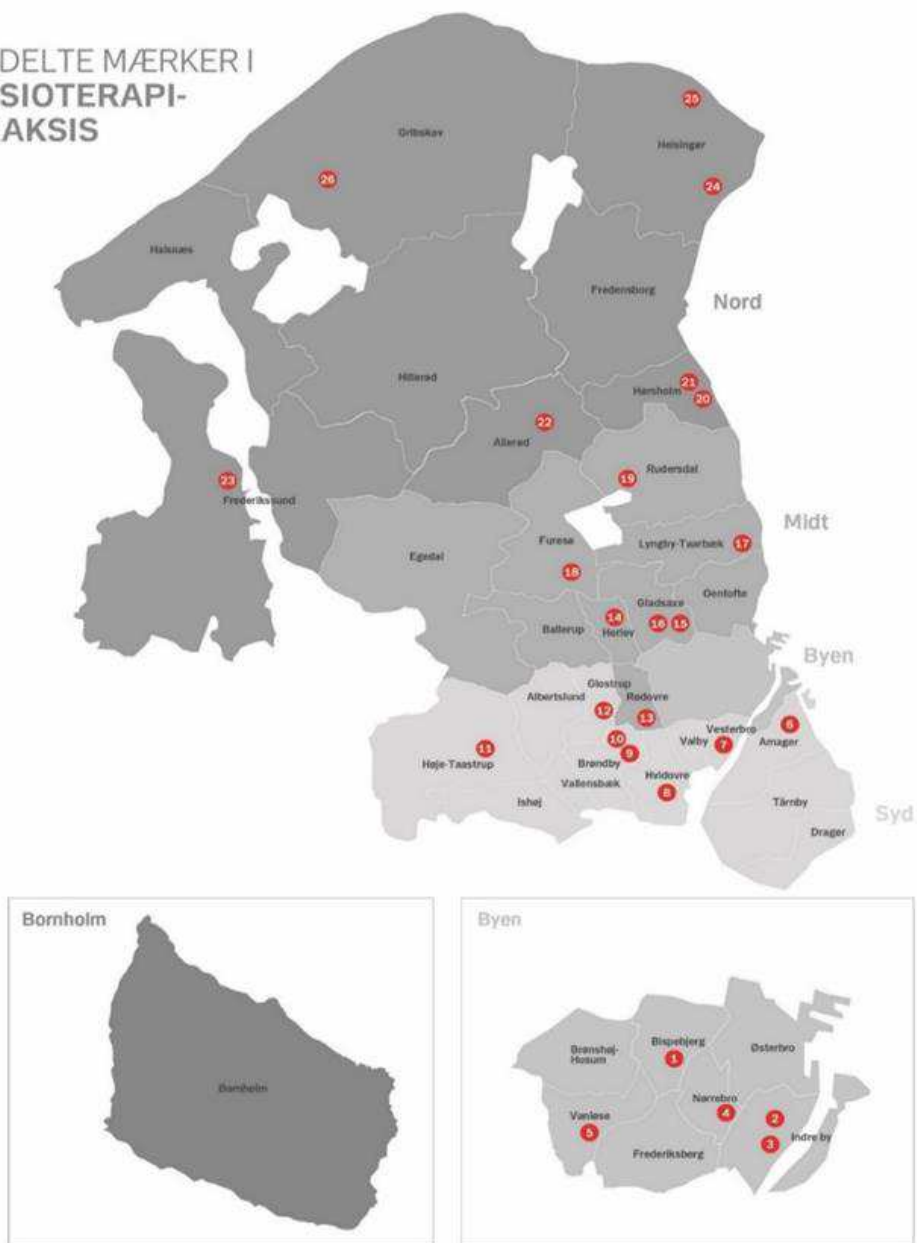 DELTE MÆRKER I
SIOTERAPI-
AKSIS
25
Gribskov
Helsingør
26
24
Halsnæs
Fredensborg
Nord
Hillerød
21
Hørsholm
20
22
Allerød
Rudersdal
19
23
Frederikssund
Midt
Furesø
Lyngby-Taarbæk
17
Egedal
18
Gentofte
Gladsaxe
14
16
15
Ballerup
Herlev
Byen
Glostrup
Albertslund
Rødovre
12
13
6
Vesterbro
10
Valby
7
Amager
11
9
Høje-Taastrup
Brøndby
Hvidovre
Vallensbæk
8
Ishøj
Tårnby
Syd
Dragør
Bornholm
Bornholm
Byen
Bispebjerg
Brønshøj-
Husum
Østerbro
1
Nørrebro
Vanløse
4
2
5
3
Indre by
Frederiksberg